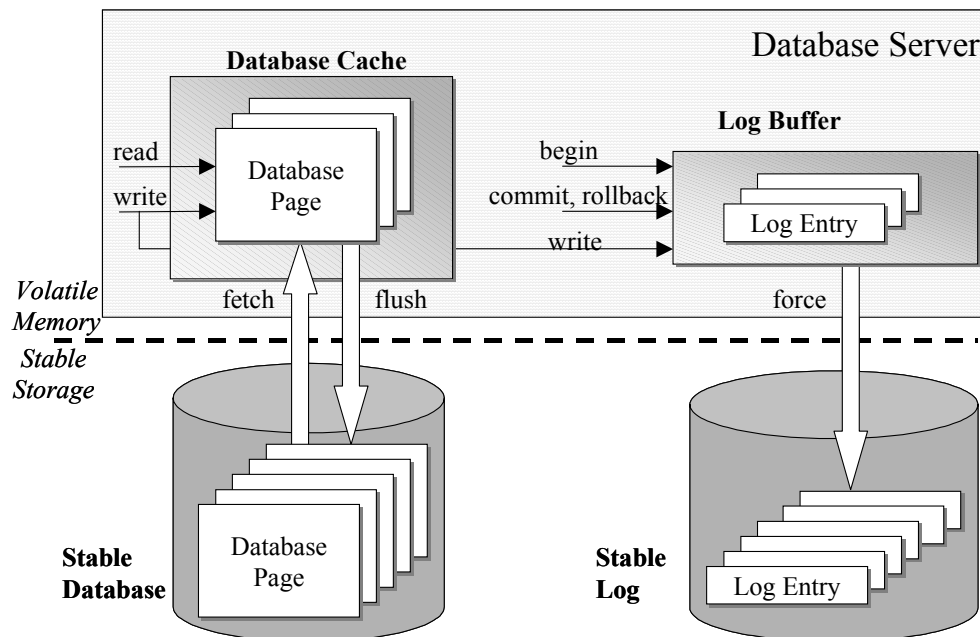 Database Server
Database Cache
Log Buffer
read
write
Database
Page
begin
commit, rollback
write
Log Entry
fetch
flush
force
Volatile
Memory
Stable
Storage
Stable
Database
Database
Page
Stable
Log
Log Entry